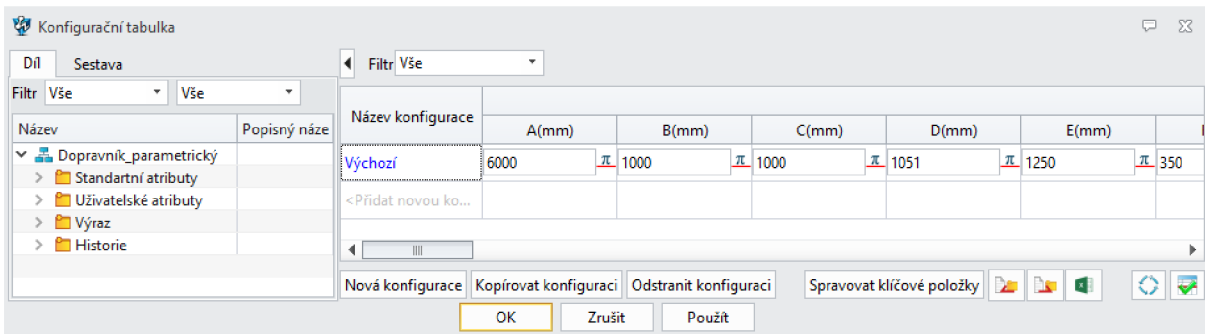 Konfigurační tabulka
Díl Sestava
Filtr Vše Vše
Název Popisný náze
Dopravník_parametrický
Standartní atributy
Uživatelské atributy
Výraz
Historie
Filtr Vše
Název konfigurace A(mm) B(mm) C(mm) D(mm) E(mm)
Výchozí 6000 π 1000 π 1000 π 1051 π 1250 π 350
<Přidat novou ko...
Nová konfigurace Kopírovat konfiguraci Odstranit konfiguraci Spravovat klíčové položky
OK Zrušit Použít